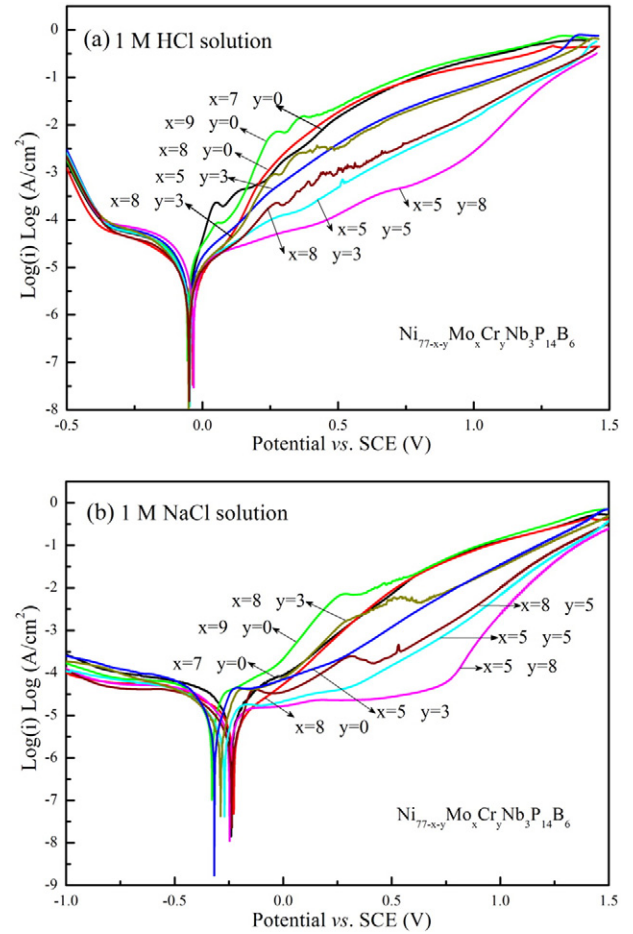 (a) 1 M HCl solution
Log(i) Log (A/cm²)
0
-1
-2
-3
-4
-5
-6
-7
-8
x=7 y=0
x=9 y=0
x=8 y=0
x=5 y=3
x=8 y=3
x=5 y=8
x=5 y=5
x=8 y=3
Ni77-x-yMoxCryNb3P14B6
-0.5 0.0 0.5 1.0 1.5
Potential vs. SCE (V)
(b) 1 M NaCl solution
Log(i) Log (A/cm²)
0
-1
-2
-3
-4
-5
-6
-7
-8
-9
x=8 y=3
x=9 y=0
x=7 y=0
x=8 y=5
x=5 y=5
x=5 y=8
x=5 y=3
x=8 y=0
Ni77-x-yMoxCryNb3P14B6
-1.0 -0.5 0.0 0.5 1.0 1.5
Potential vs. SCE (V)